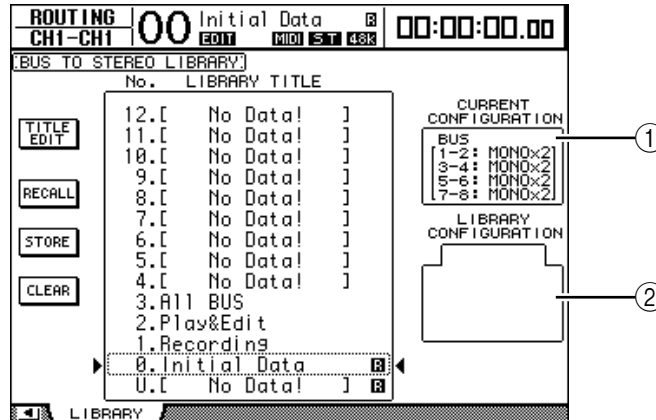 ROUTING
CH1-CH1
00
Initial Data R
EDIT MIDI S.T 48K
00:00:00.00
BUS TO STEREO LIBRARY
No. LIBRARY TITLE
12.[ No Data! ]
11.[ No Data! ]
10.[ No Data! ]
9.[ No Data! ]
8.[ No Data! ]
7.[ No Data! ]
6.[ No Data! ]
5.[ No Data! ]
4.[ No Data! ]
3.All BUS
2.Play&Edit
1.Recording
0.Initial Data R
U.[ No Data! ] R
TITLE
EDIT
RECALL
STORE
CLEAR
CURRENT
CONFIGURATION
BUS
[1-2: MONOx2]
[3-4: MONOx2]
[5-6: MONOx2]
[7-8: MONOx2]
1
LIBRARY
CONFIGURATION
2
LIBRARY